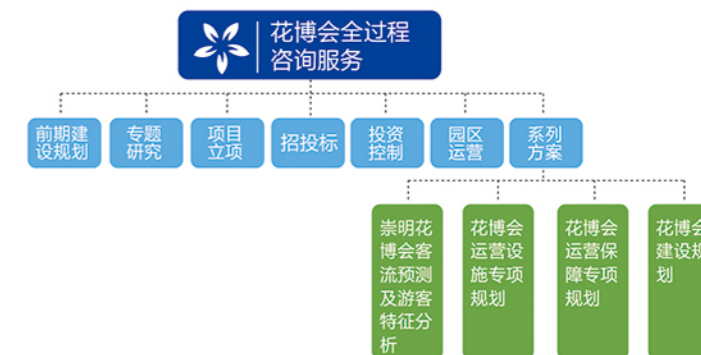 花博会全过程
咨询服务
前期建
设规划
专题
研究
项目
立项
招投标
投资
控制
园区
运营
系列
方案
崇明花
博会客
流预测
及游客
特征分
析
花博会
运营设
施专项
规划
花博会
运营保
障专项
规划
花博会
建设规
划